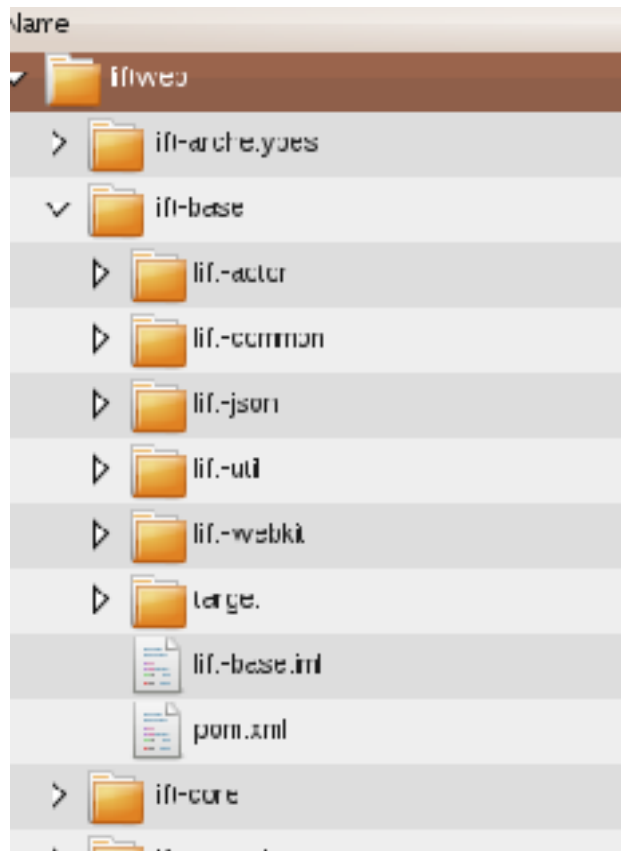 Name
liftweb
lift-archetypes
lift-base
lift-actor
lift-common
lift-json
lift-util
lift-webkit
target
lift-base.iml
pom.xml
lift-core